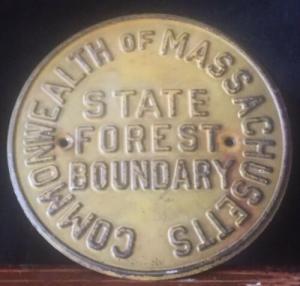 COMMONWEALTH OF MASSACHUSETTS
STATE
FOREST
BOUNDARY